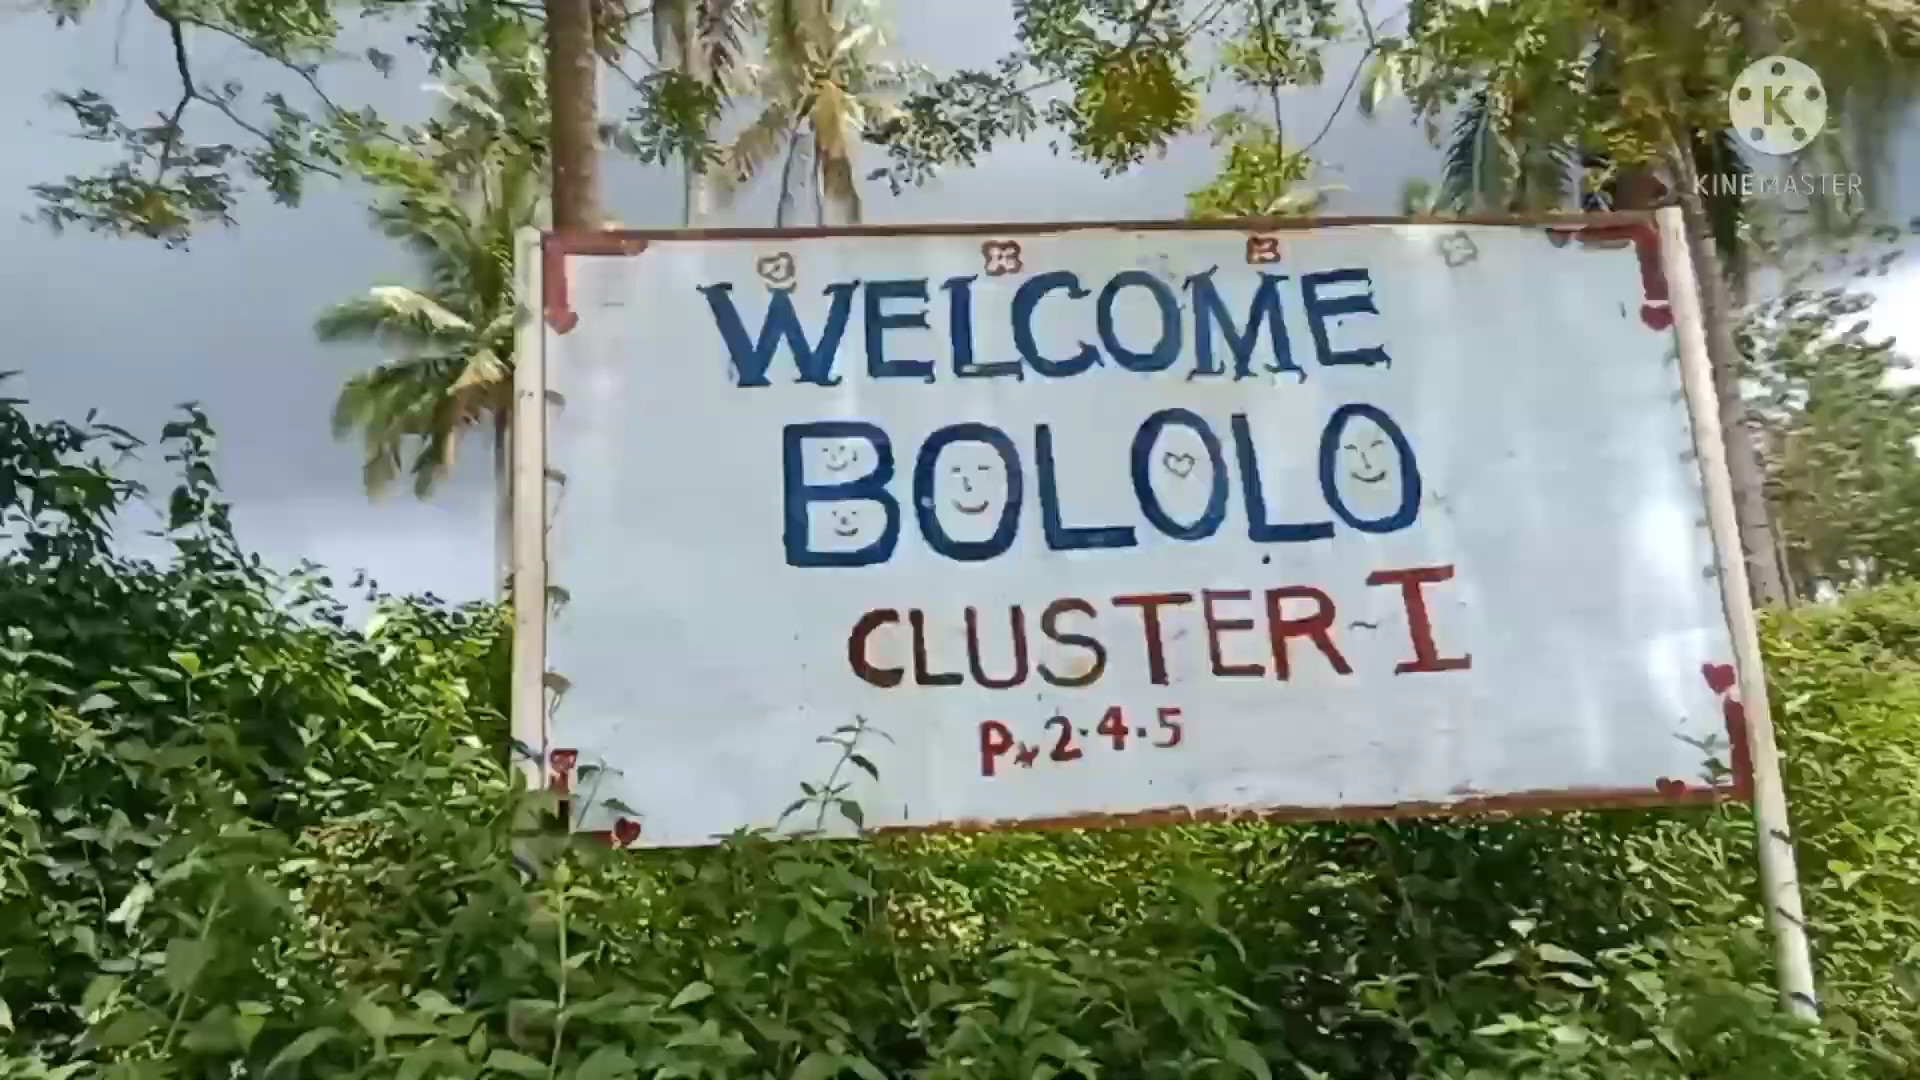 WELCOME
BOLOLO
CLUSTER-I
P. 2.4.5
K
KINEMASTER